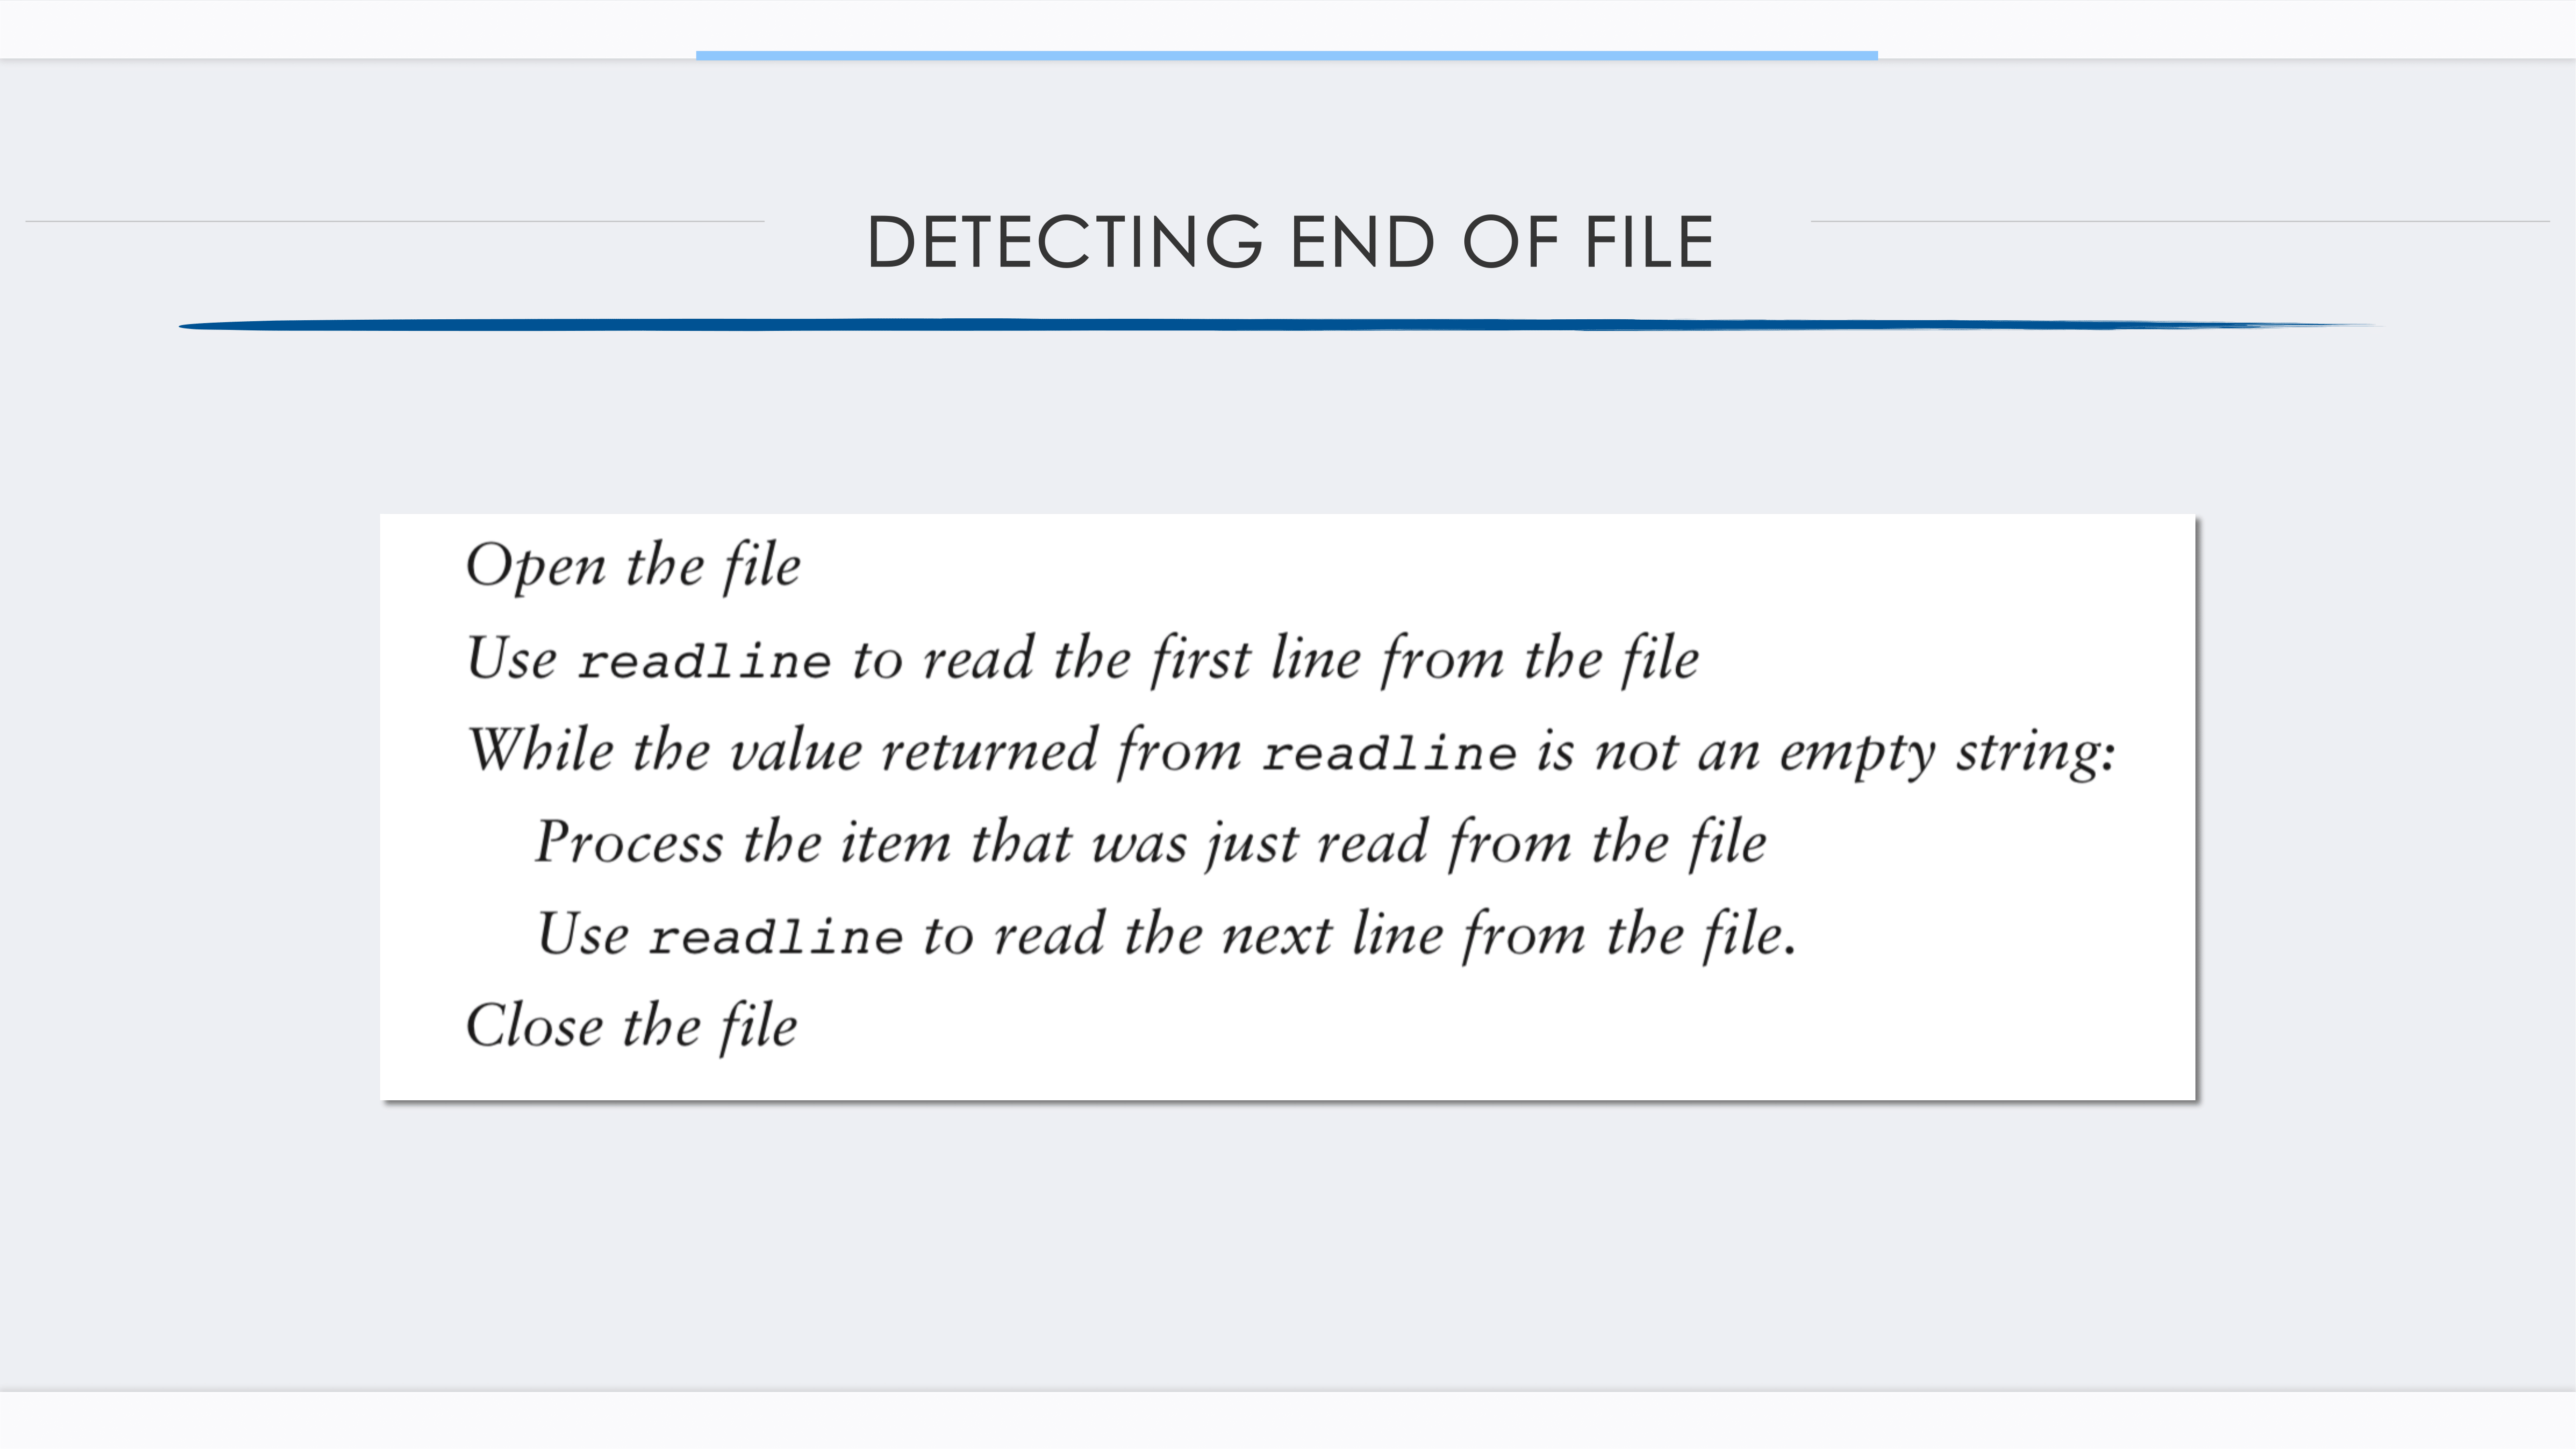 DETECTING END OF FILE
Open the file
Use readline to read the first line from the file
While the value returned from readline is not an empty string:
Process the item that was just read from the file
Use readline to read the next line from the file.
Close the file